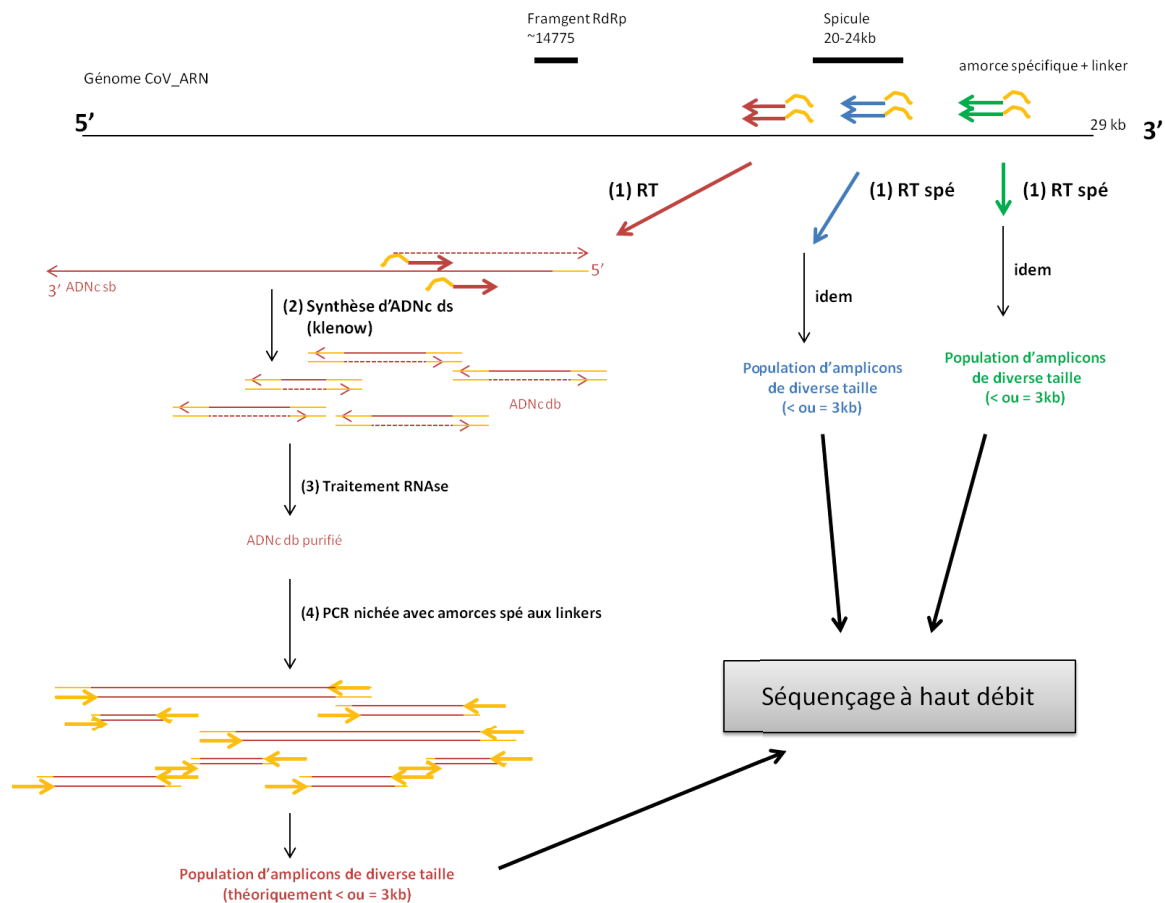 Framgent RdRp
~14775
Spicule
20-24kb
Génome CoV_ARN
amorce spécifique + linker
5’
29 kb
3’
(1) RT
(1) RT spé
(1) RT spé
5’
3’ ADNc sb
idem
idem
(2) Synthèse d’ADNc ds
(klenow)
Population d’amplicons
de diverse taille
(< ou = 3kb)
Population d’amplicons
de diverse taille
(< ou = 3kb)
ADNc db
(3) Traitement RNAse
ADNc db purifié
(4) PCR nichée avec amorces spé aux linkers
Séquençage à haut débit
Population d’amplicons de diverse taille
(théoriquement < ou = 3kb)